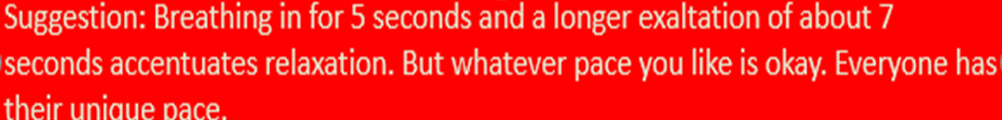 Suggestion: Breathing in for 5 seconds and a longer exaltation of about 7
seconds accentuates relaxation. But whatever pace you like is okay. Everyone has
their unique pace.